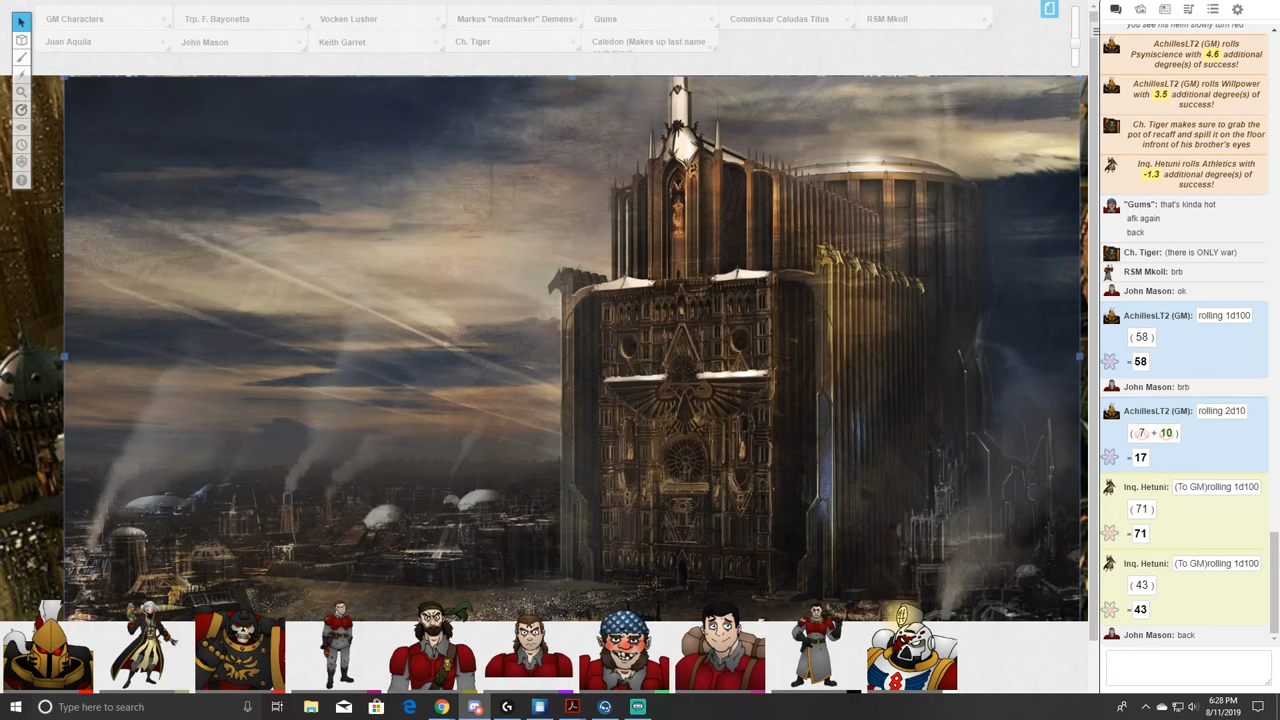 GM Characters
Trp. F. Bayonetta
Vocken Lusher
Markus "madmarker" Demens
Gums
Commissar Caludas Titus
RSM Mkoll
Juan Aquila
John Mason
Keith Garret
Ch. Tiger
Caledon (Makes up last name
you see his helm slowly turn red
AchillesLT2 (GM) rolls
Psyniscience with 4.6 additional
degree(s) of success!
AchillesLT2 (GM) rolls Willpower
with 3.5 additional degree(s) of
success!
Ch. Tiger makes sure to grab the
pot of recaff and spill it on the floor
infront of his brother's eyes
Inq. Hetuni rolls Athletics with
-1.3 additional degree(s) of
success!
"Gums": that's kinda hot
afk again
back
Ch. Tiger: (there is ONLY war)
RSM Mkoll: brb
John Mason: ok
AchillesLT2 (GM): rolling 1d100
( 58 )
= 58
John Mason: brb
AchillesLT2 (GM): rolling 2d10
( 7 + 10 )
= 17
Inq. Hetuni: (To GM)rolling 1d100
( 71 )
= 71
Inq. Hetuni: (To GM)rolling 1d100
( 43 )
= 43
John Mason: back
Type here to search
6:28 PM
8/11/2019